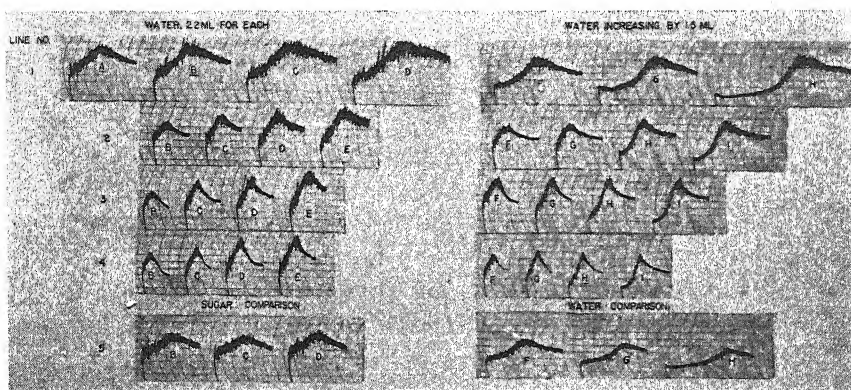 WATER, 2.2 ML FOR EACH WATER INCREASING BY 1.5 ML
LINE NO.
1 A B C D G H
2 B C D E F G H I
3 B C D E F G H I
4 B C D E F G H
SUGAR COMPARISON WATER COMPARISON
5 B C D F G H